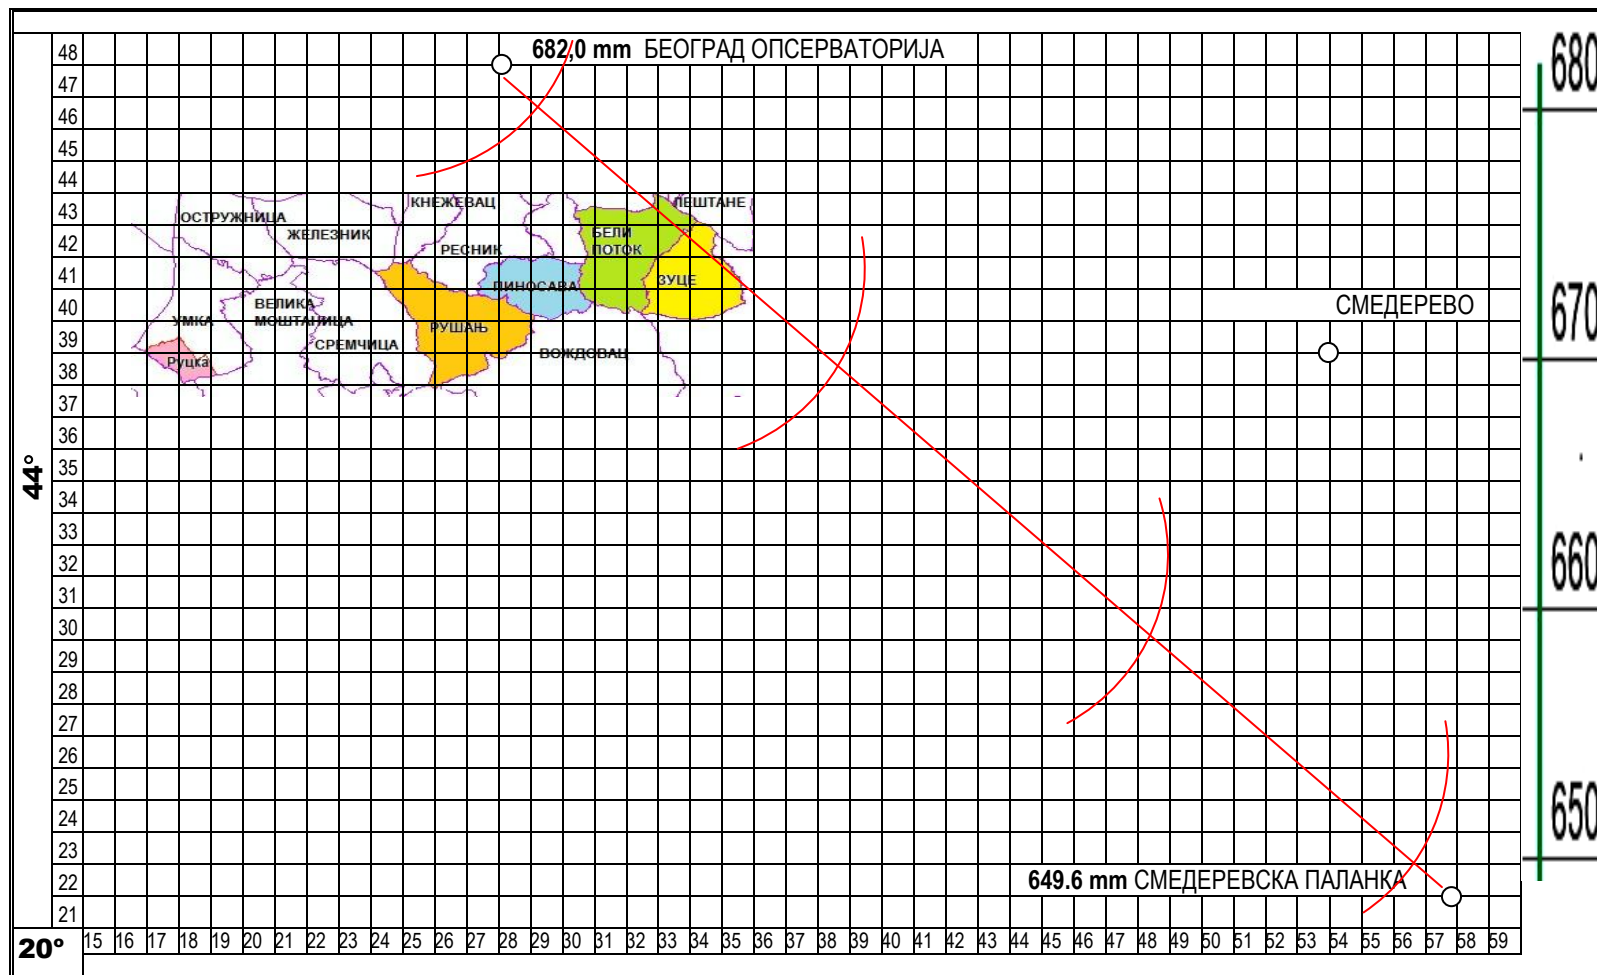 48
682,0 mm БЕОГРАД ОПСЕРВАТОРИЈА
680
47
46
45
44
43
КНЕЖЕВАЦ
ЛЕШТАНЕ
ОСТРУЖНИЦА
ЖЕЛЕЗНИК
БЕЛИ
ПОТОК
42
РЕСНИК
41
ПИНОСАВА
ЗУЦЕ
40
ВЕЛИКА
МОШТАНИЦА
СМЕДЕРЕВО
670
УМКА
РУШАЊ
39
СРЕМЧИЦА
ВОЖДОВАЦ
Руцка
38
37
36
44°
35
34
33
32
660
31
30
29
28
27
26
25
24
650
23
22
649.6 mm СМЕДЕРЕВСКА ПАЛАНКА
21
20° 15 16 17 18 19 20 21 22 23 24 25 26 27 28 29 30 31 32 33 34 35 36 37 38 39 40 41 42 43 44 45 46 47 48 49 50 51 52 53 54 55 56 57 58 59